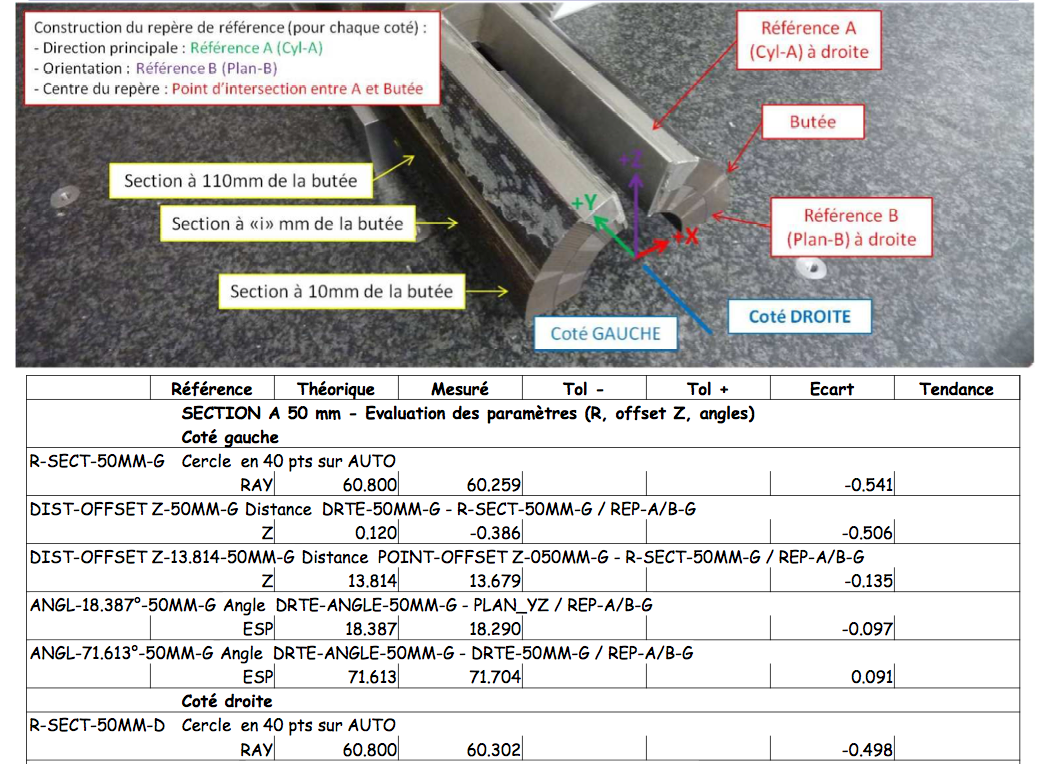 Construction du repère de référence (pour chaque coté) :
- Direction principale : Référence A (Cyl-A)
- Orientation : Référence B (Plan-B)
- Centre du repère : Point d'intersection entre A et Butée
Référence A
(Cyl-A) à droite
Butée
Section à 110mm de la butée
+Z
+Y
Section à «i» mm de la butée
Référence B
(Plan-B) à droite
+X
Section à 10mm de la butée
Coté DROITE
Coté GAUCHE
Référence Théorique Mesuré Tol - Tol + Ecart Tendance
SECTION A 50 mm - Evaluation des paramètres (R, offset Z, angles)
Coté gauche
R-SECT-50MM-G Cercle en 40 pts sur AUTO
RAY 60.800 60.259 -0.541
DIST-OFFSET Z-50MM-G Distance DRTE-50MM-G - R-SECT-50MM-G / REP-A/B-G
Z 0.120 -0.386 -0.506
DIST-OFFSET Z-13.814-50MM-G Distance POINT-OFFSET Z-050MM-G - R-SECT-50MM-G / REP-A/B-G
Z 13.814 13.679 -0.135
ANGL-18.387°-50MM-G Angle DRTE-ANGLE-50MM-G - PLAN_YZ / REP-A/B-G
ESP 18.387 18.290 -0.097
ANGL-71.613°-50MM-G Angle DRTE-ANGLE-50MM-G - DRTE-50MM-G / REP-A/B-G
ESP 71.613 71.704 0.091
Coté droite
R-SECT-50MM-D Cercle en 40 pts sur AUTO
RAY 60.800 60.302 -0.498